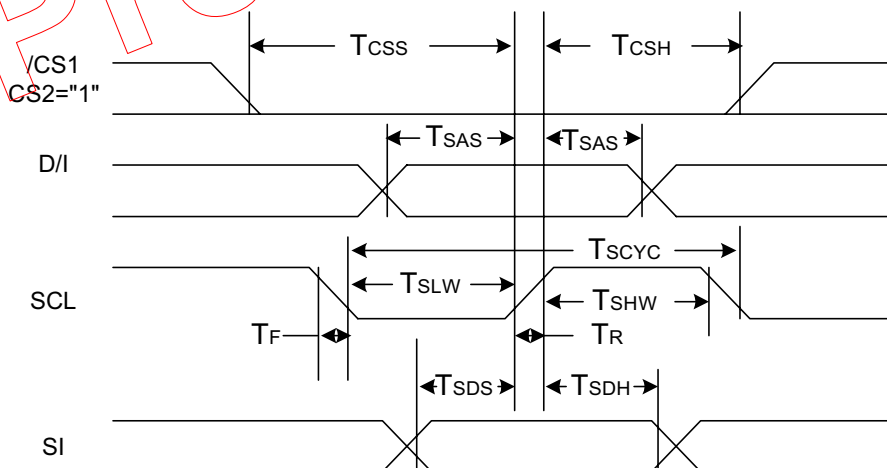 TCSS TCSH
/CS1
CS2="1"
TSAS TSAS
D/I
TSCYC
TSLW
SCL TSHW
TF TR
TSDS TSDH
SI